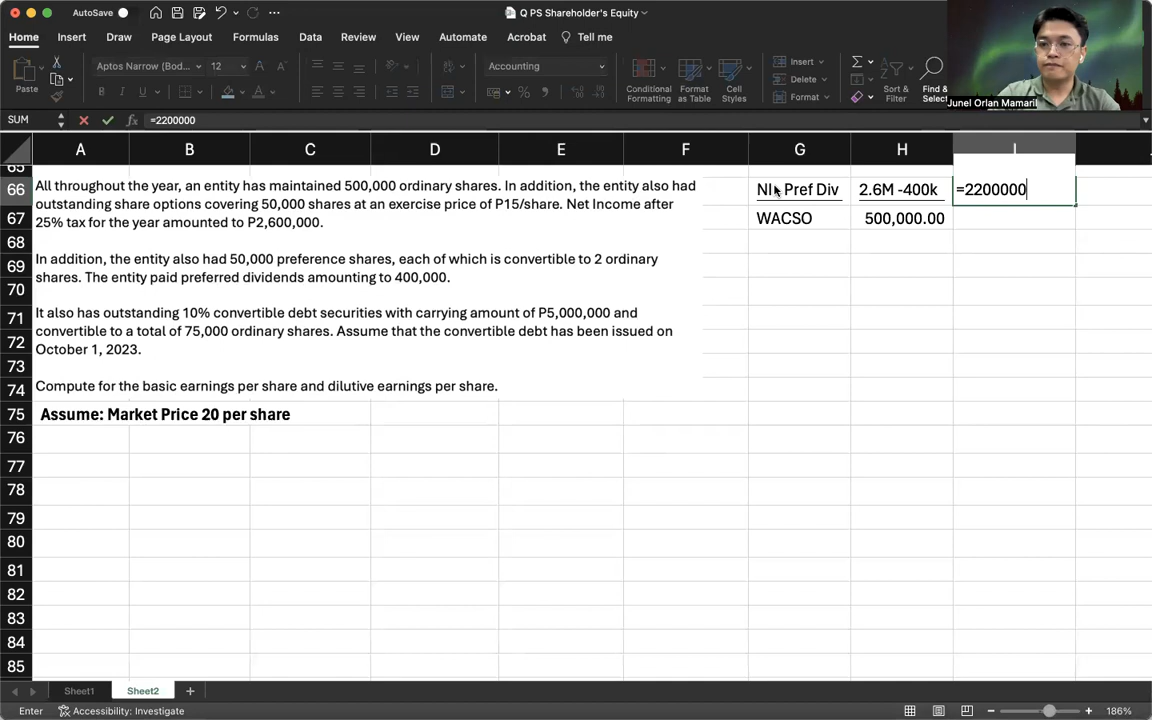 AutoSave
Q PS Shareholder's Equity
Home Insert Draw Page Layout Formulas Data Review View Automate Acrobat Tell me
Paste
Aptos Narrow (Bod... 12
Accounting
Conditional Formatting
Format as Table
Cell Styles
Insert
Delete
Format
Sort & Filter
Find & Select
Junel Orlan Mamaril
SUM fx =2200000
A B C D E F G H I
65
66 All throughout the year, an entity has maintained 500,000 ordinary shares. In addition, the entity also had
outstanding share options covering 50,000 shares at an exercise price of P15/share. Net Income after
67 25% tax for the year amounted to P2,600,000.
NI - Pref Div 2.6M -400k =2200000
WACSO 500,000.00
68
69 In addition, the entity also had 50,000 preference shares, each of which is convertible to 2 ordinary
70 shares. The entity paid preferred dividends amounting to 400,000.
71 It also has outstanding 10% convertible debt securities with carrying amount of P5,000,000 and
72 convertible to a total of 75,000 ordinary shares. Assume that the convertible debt has been issued on
October 1, 2023.
73
74 Compute for the basic earnings per share and dilutive earnings per share.
75 Assume: Market Price 20 per share
76
77
78
79
80
81
82
83
84
85
Sheet1 Sheet2
Enter Accessibility: Investigate 186%